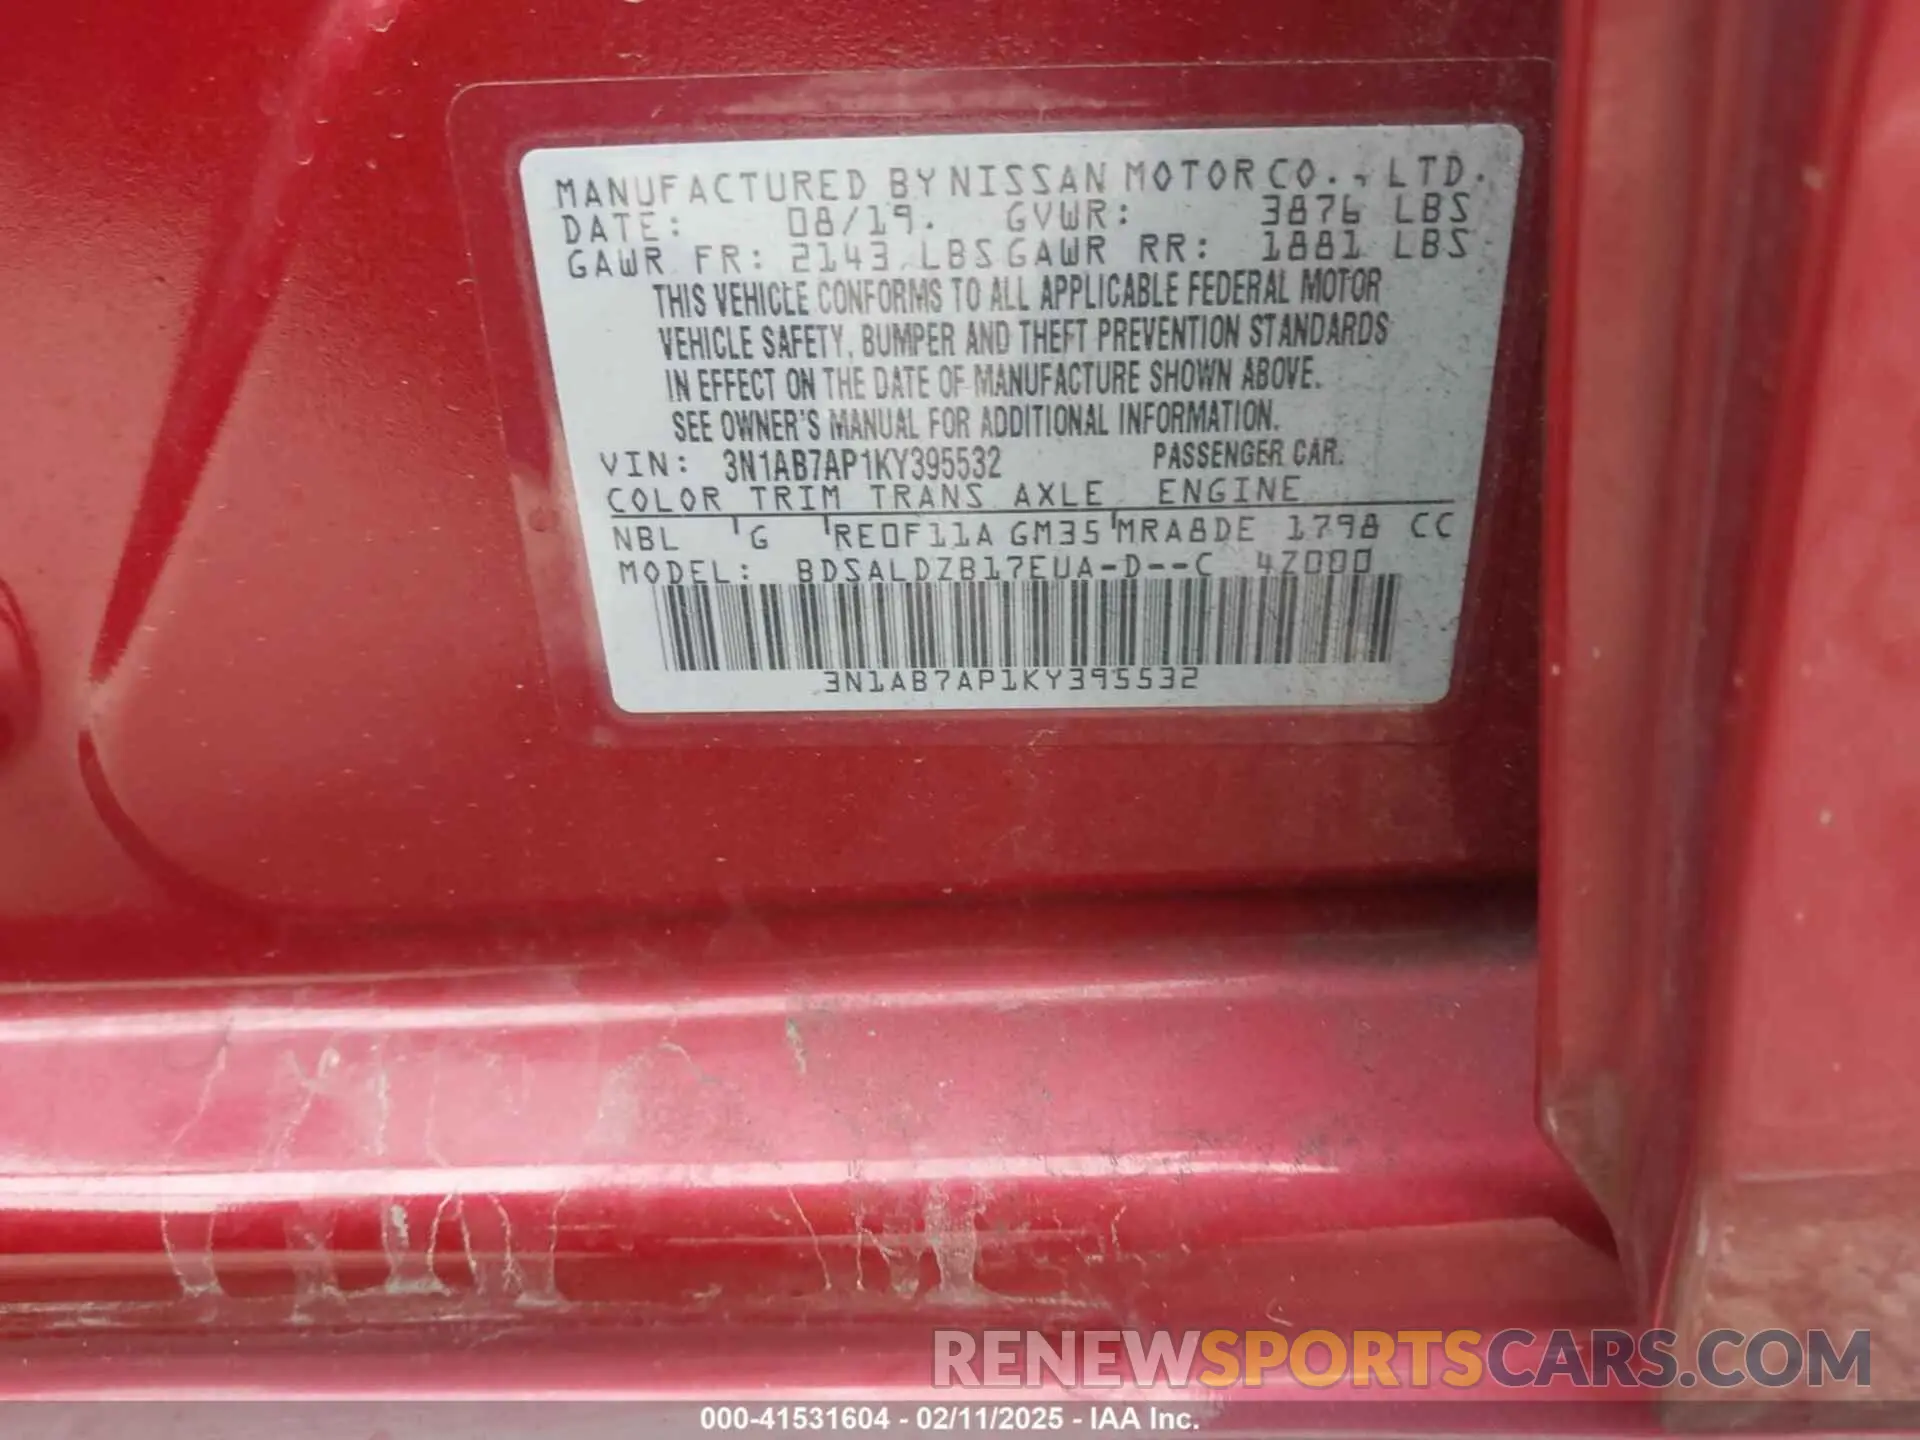 MANUFACTURED BY NISSAN MOTOR CO., LTD.
DATE: 08/19. GVWR: 3876 LBS
GAWR FR: 2143 LBS GAWR RR: 1881 LBS
THIS VEHICLE CONFORMS TO ALL APPLICABLE FEDERAL MOTOR
VEHICLE SAFETY, BUMPER AND THEFT PREVENTION STANDARDS
IN EFFECT ON THE DATE OF MANUFACTURE SHOWN ABOVE.
SEE OWNER'S MANUAL FOR ADDITIONAL INFORMATION.
VIN: 3N1AB7AP1KY395532 PASSENGER CAR.
COLOR TRIM TRANS AXLE ENGINE
NBL G RE0F11A GM35 MRA8DE 1798 CC
MODEL: BDSALDZB17EUA-D--C 4Z000
3N1AB7AP1KY395532
RENEWSPORTSCARS.COM
000-41531604 - 02/11/2025 - IAA Inc.